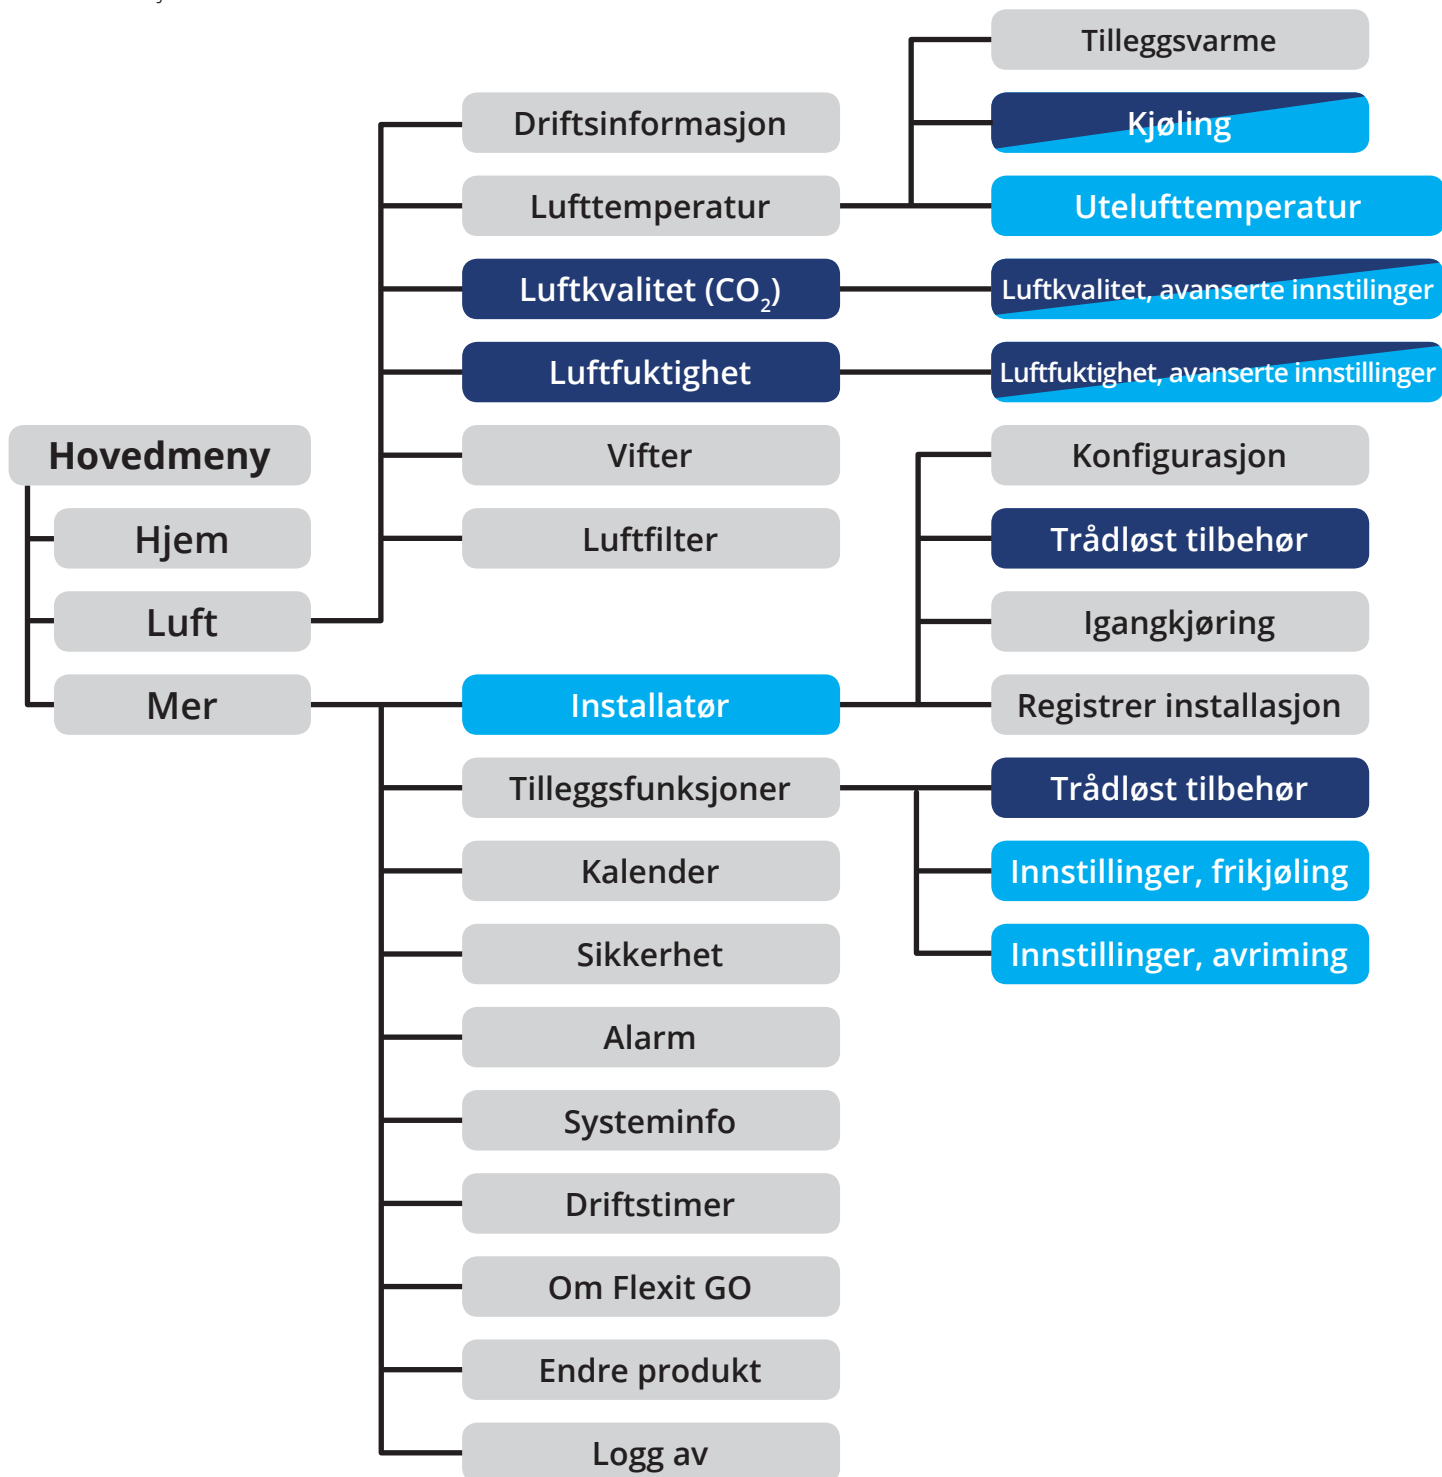 Tilleggsvarme
Driftsinformasjon
Kjøling
Lufttemperatur
Utelufttemperatur
Luftkvalitet (CO₂)
Luftkvalitet, avanserte innstilinger
Luftfuktighet
Luftfuktighet, avanserte innstillinger
Hovedmeny
Vifter
Konfigurasjon
Hjem
Luftfilter
Trådløst tilbehør
Luft
Igangkjøring
Mer
Installatør
Registrer installasjon
Tilleggsfunksjoner
Trådløst tilbehør
Kalender
Innstillinger, frikjøling
Sikkerhet
Innstillinger, avriming
Alarm
Systeminfo
Driftstimer
Om Flexit GO
Endre produkt
Logg av